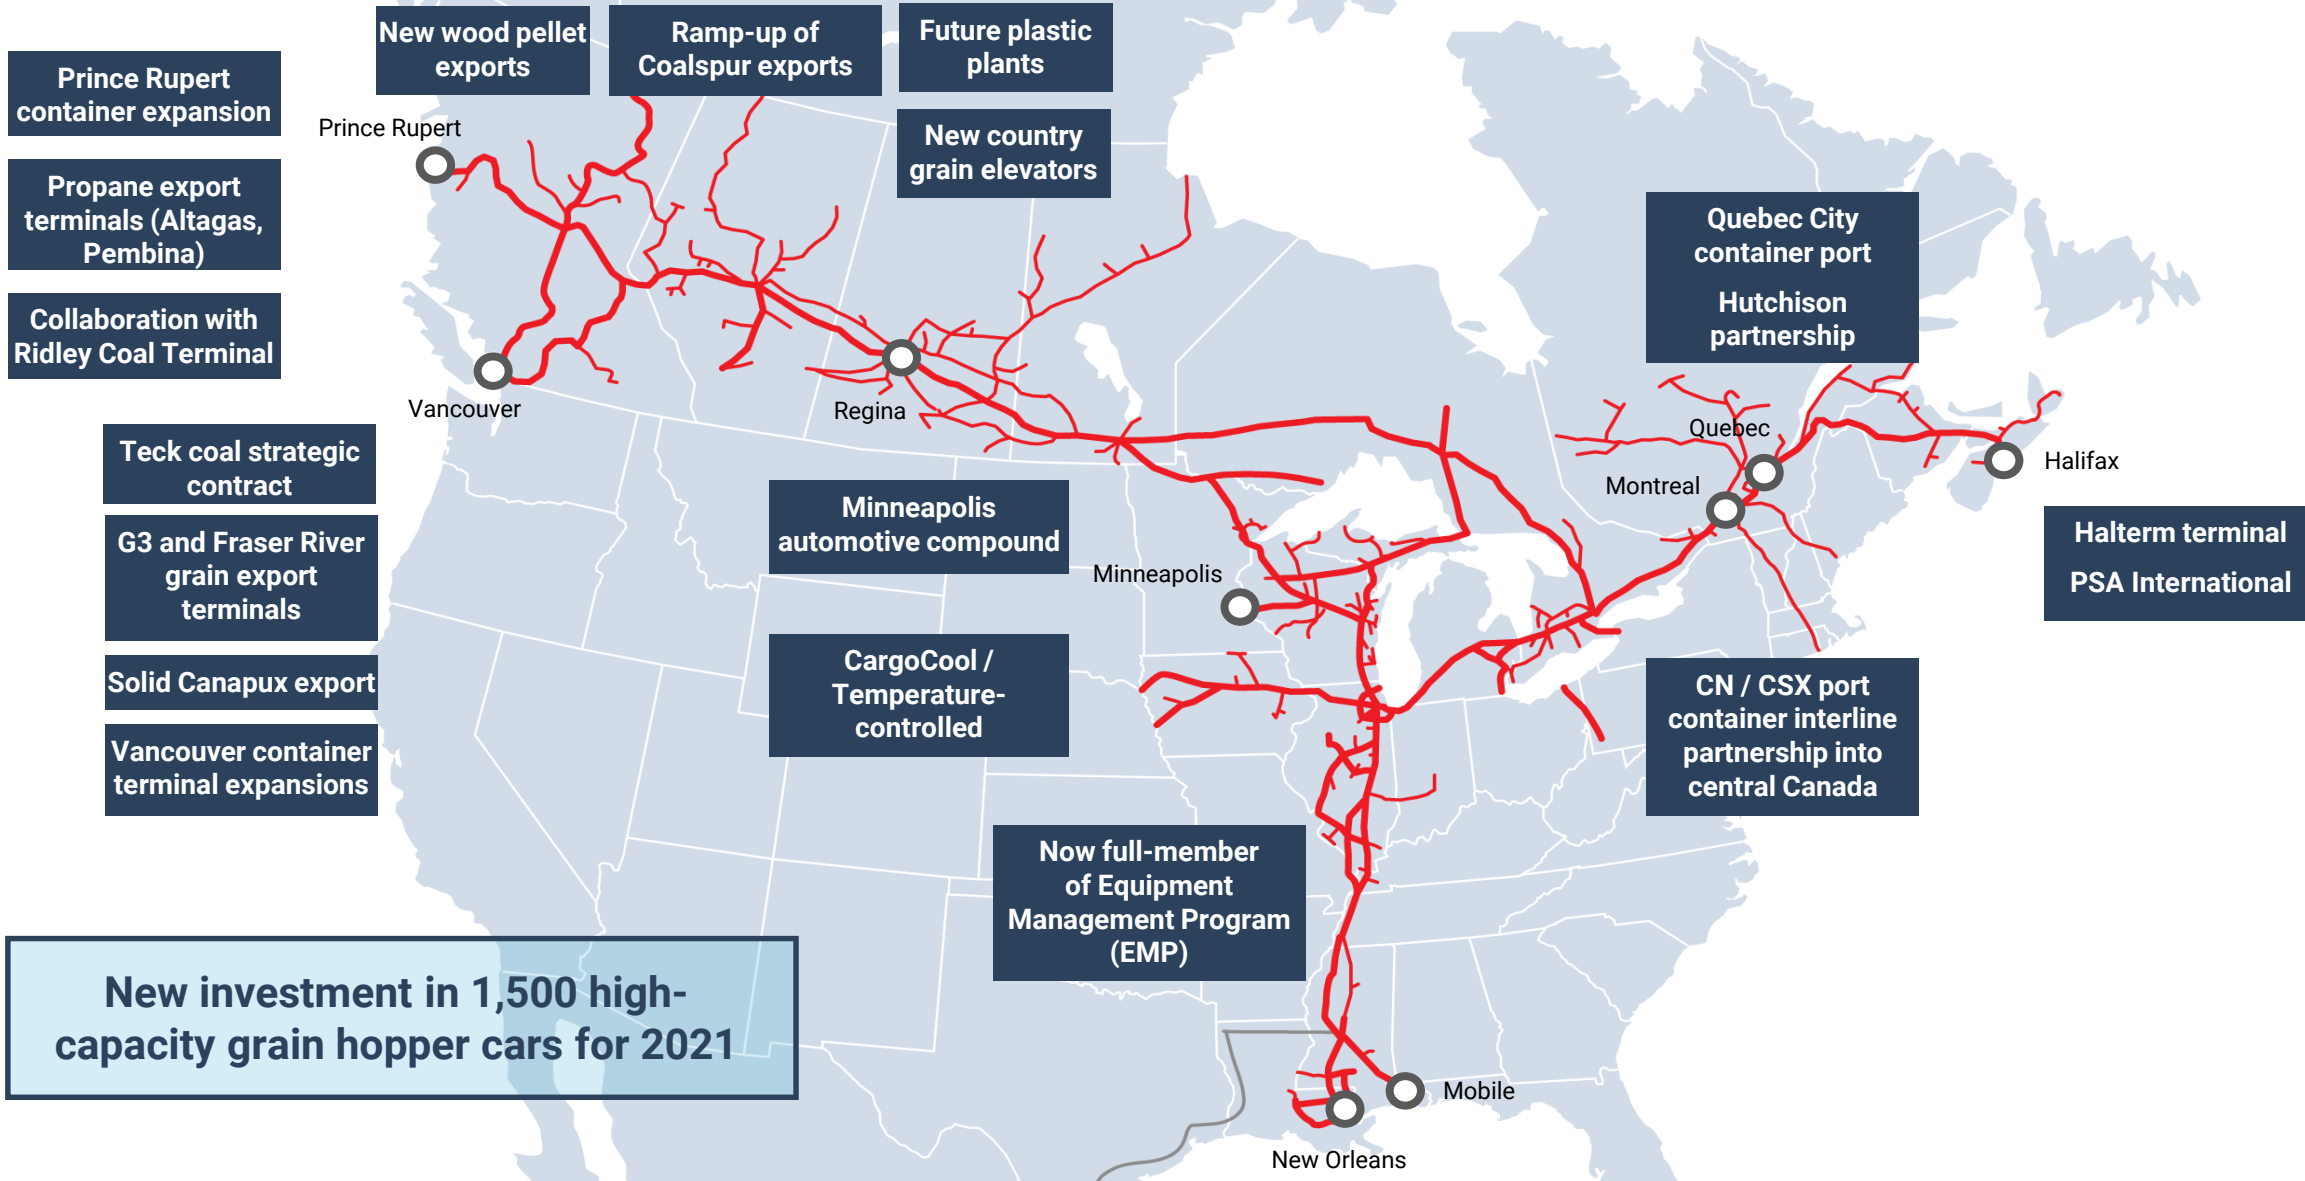 New wood pellet
exports
Ramp-up of
Coalspur exports
Future plastic
plants
Prince Rupert
container expansion
Prince Rupert
New country
grain elevators
Propane export
terminals (Altagas,
Pembina)
Quebec City
container port
Hutchison
partnership
Collaboration with
Ridley Coal Terminal
Vancouver
Regina
Quebec
Halifax
Montreal
Teck coal strategic
contract
Minneapolis
automotive compound
Halterm terminal
PSA International
G3 and Fraser River
grain export
terminals
Minneapolis
CargoCool /
Temperature-
controlled
Solid Canapux export
CN / CSX port
container interline
partnership into
central Canada
Vancouver container
terminal expansions
Now full-member
of Equipment
Management Program
(EMP)
New investment in 1,500 high-
capacity grain hopper cars for 2021
Mobile
New Orleans